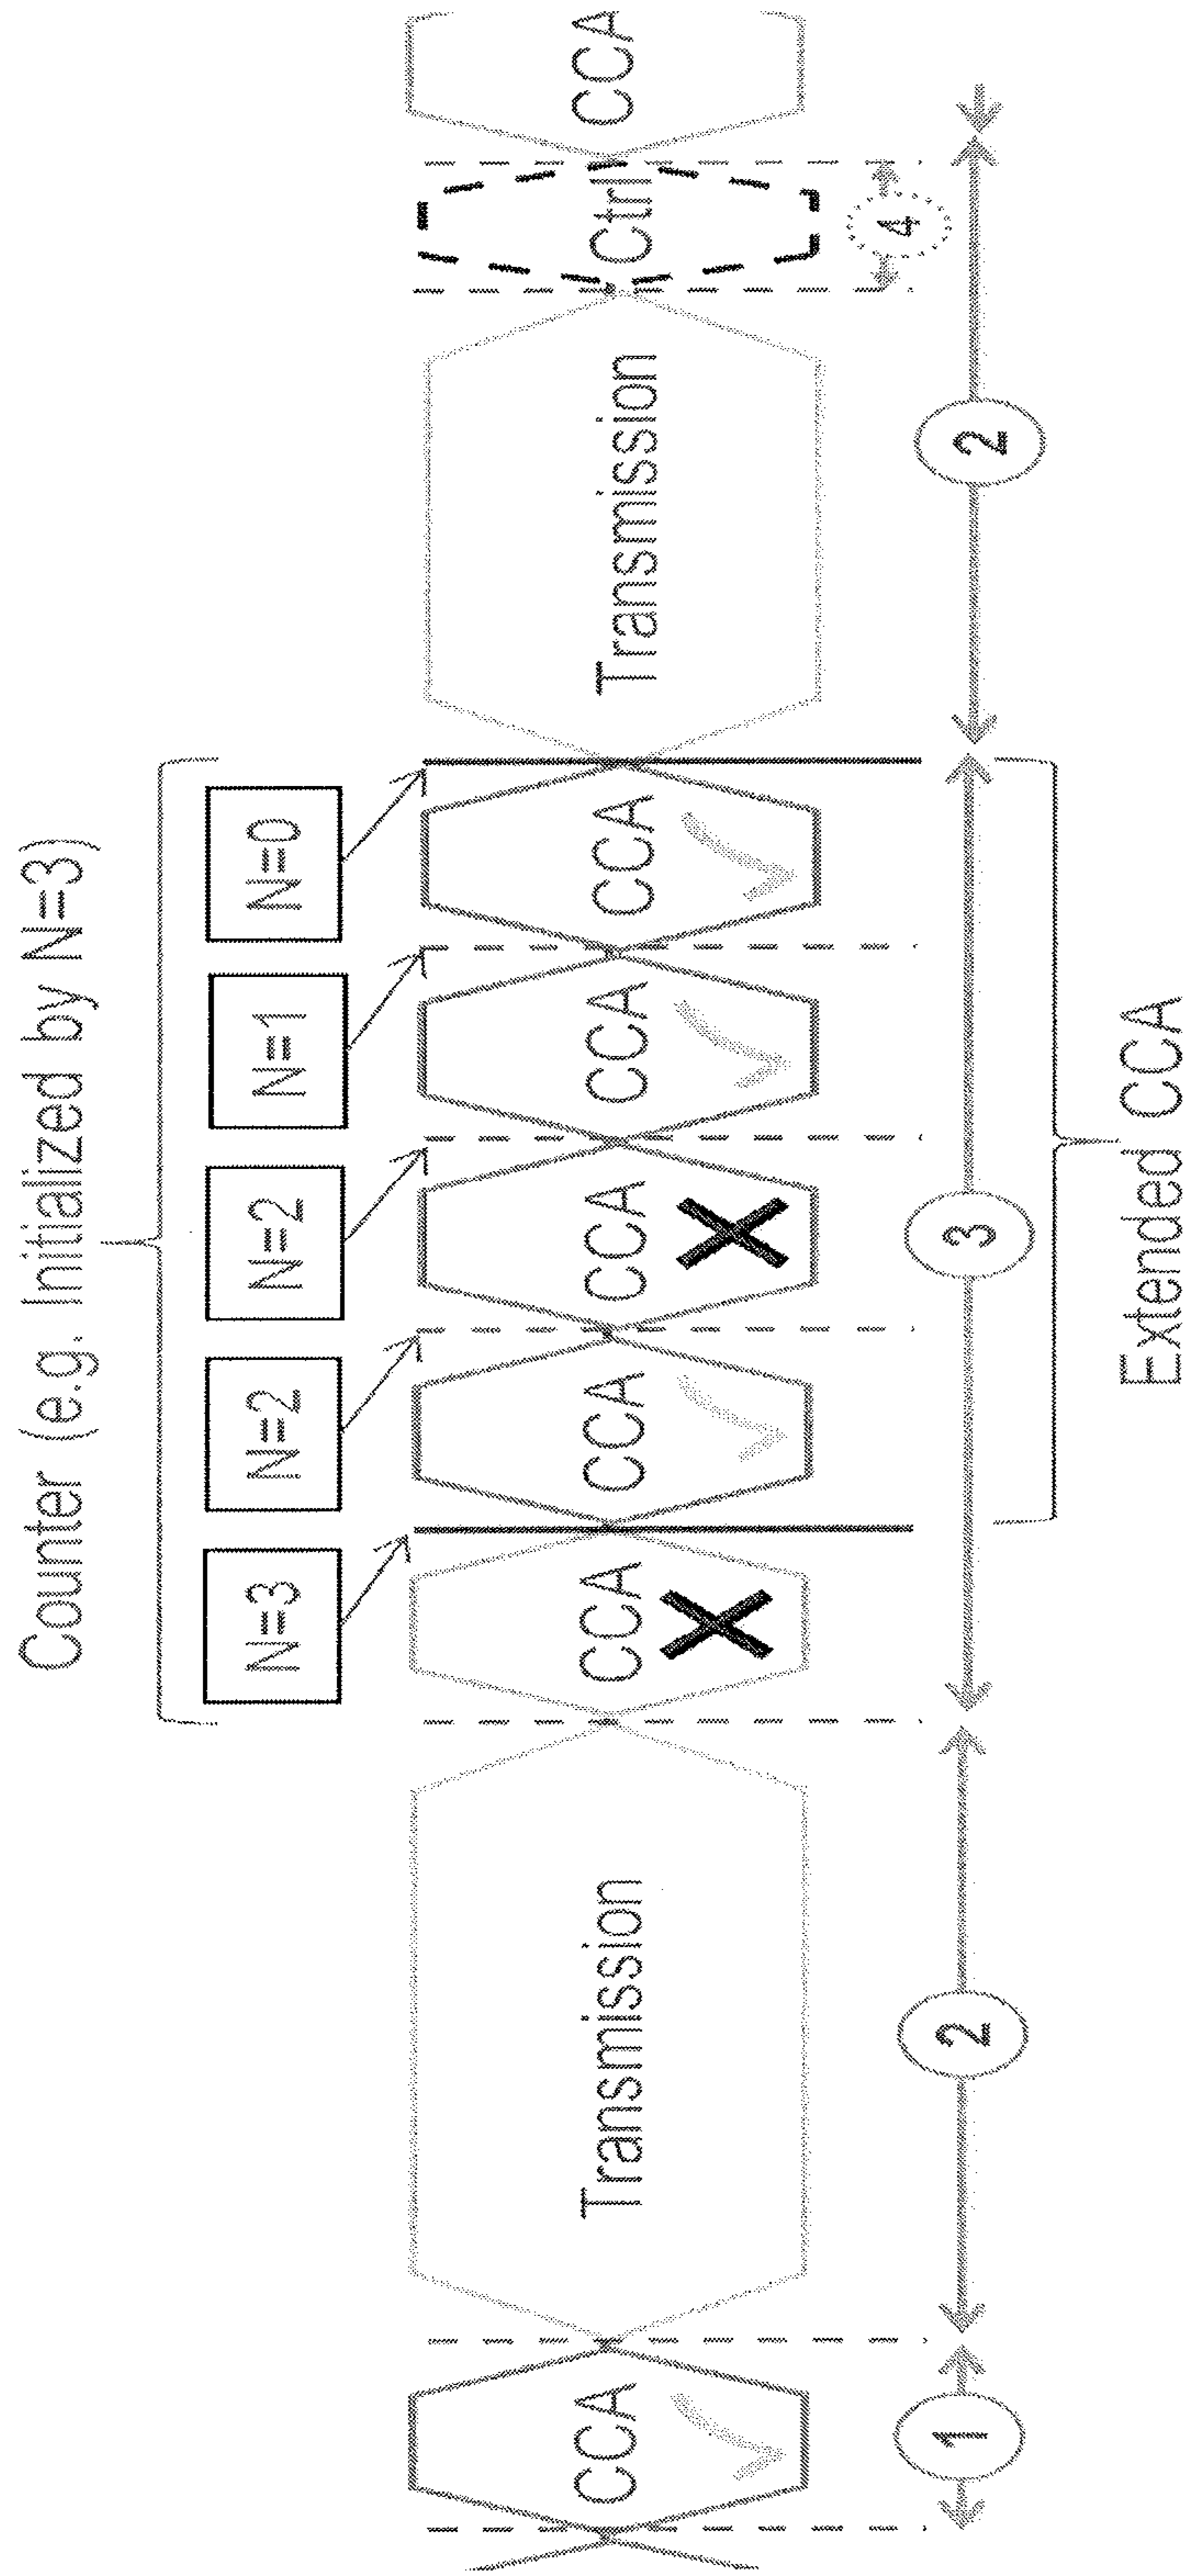 Counter (e.g. Initialized by N=3)
N=3
N=2
N=2
N=1
N=0
CCA
Transmission
CCA
CCA
CCA
CCA
CCA
Transmission
Ctrl
CCA
4
1
2
3
2
Extended CCA